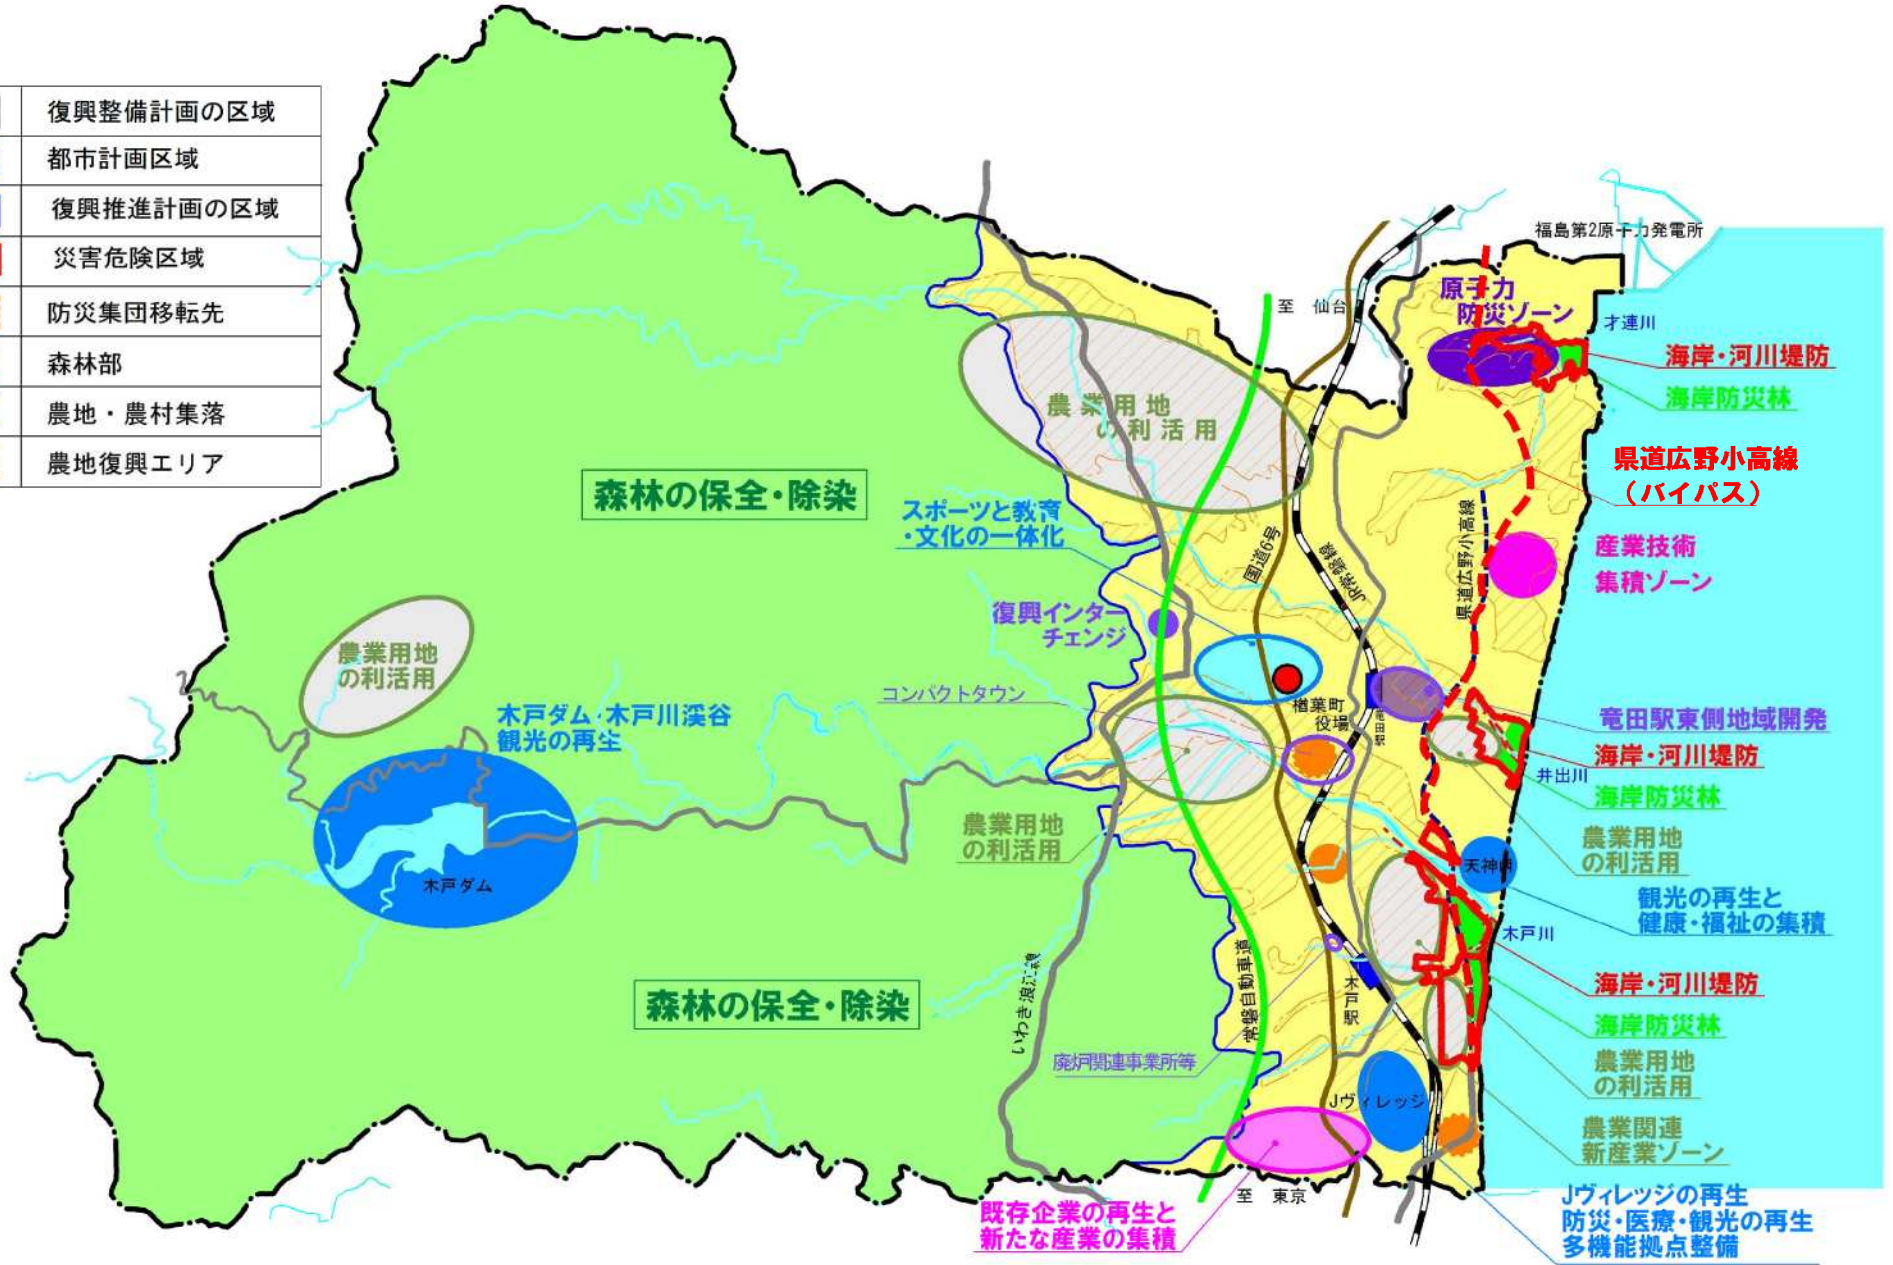 復興整備計画の区域
都市計画区域
復興推進計画の区域
災害危険区域
防災集団移転先
森林部
農地・農村集落
農地復興エリア
福島第2原子力発電所
至 仙台
原子力
防災ゾーン
才連川
海岸・河川堤防
海岸防災林
農業用地
の利活用
県道広野小高線
（バイパス）
森林の保全・除染
スポーツと教育
・文化の一体化
国道6号
JR常磐線
県道広野小高線
産業技術
集積ゾーン
復興インター
チェンジ
農業用地
の利活用
コンパクトタウン
楢葉町
役場
竜田駅
竜田駅東側地域開発
木戸ダム・木戸川渓谷
観光の再生
海岸・河川堤防
井出川
海岸防災林
農業用地
の利活用
農業用地
の利活用
天神岬
木戸ダム
観光の再生と
健康・福祉の集積
木戸川
いわき浪江線
常磐自動車道
木戸駅
海岸・河川堤防
森林の保全・除染
海岸防災林
廃炉関連事業所等
農業用地
の利活用
Jヴィレッジ
農業関連
新産業ゾーン
至 東京
既存企業の再生と
新たな産業の集積
Jヴィレッジの再生
防災・医療・観光の再生
多機能拠点整備